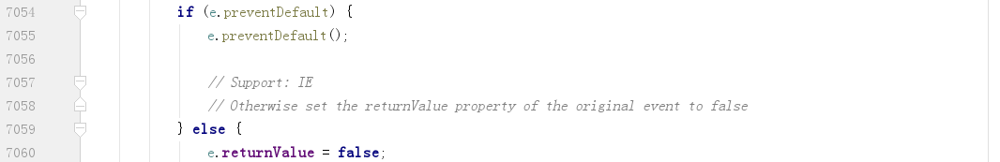 7054 if (e.preventDefault) {
7055 e.preventDefault();
7056
7057 // Support: IE
7058 // Otherwise set the returnValue property of the original event to false
7059 } else {
7060 e.returnValue = false;